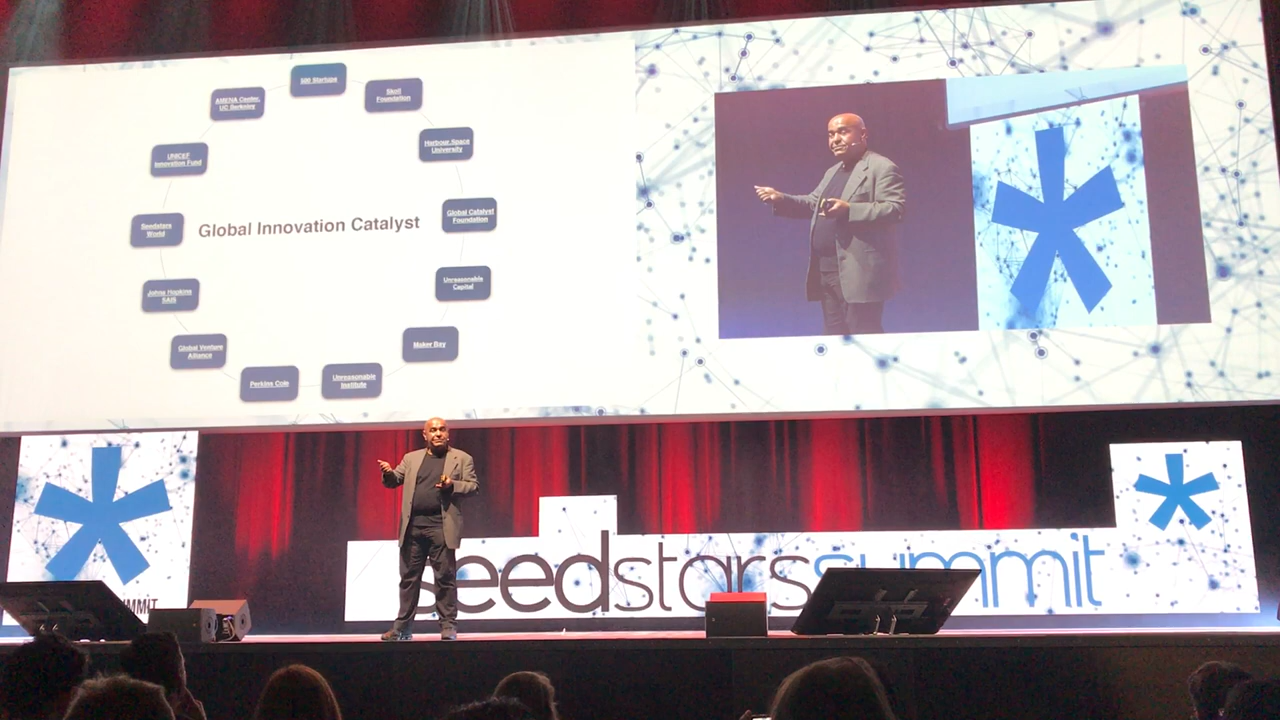 500 Startups
Skoll
Foundation
AMENA Center,
UC Berkeley
Harbour.Space
University
UNICEF
Innovation Fund
Global Catalyst
Foundation
Seedstars
World
Global Innovation Catalyst
Unreasonable
Capital
Johns Hopkins
SAIS
Maker Bay
Global Venture
Alliance
Unreasonable
Institute
Perkins Coie
seedstarssummit
SUMMIT